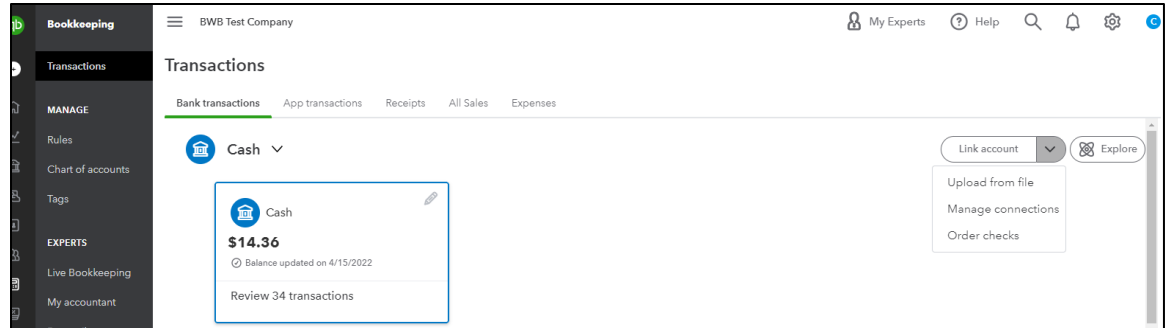 Bookkeeping
BWB Test Company
My Experts
Help
C
Transactions
MANAGE
Rules
Chart of accounts
Tags
EXPERTS
Live Bookkeeping
My accountant
Transactions
Bank transactions
App transactions
Receipts
All Sales
Expenses
Cash
Link account
Explore
Upload from file
Manage connections
Order checks
Cash
$14.36
Balance updated on 4/15/2022
Review 34 transactions